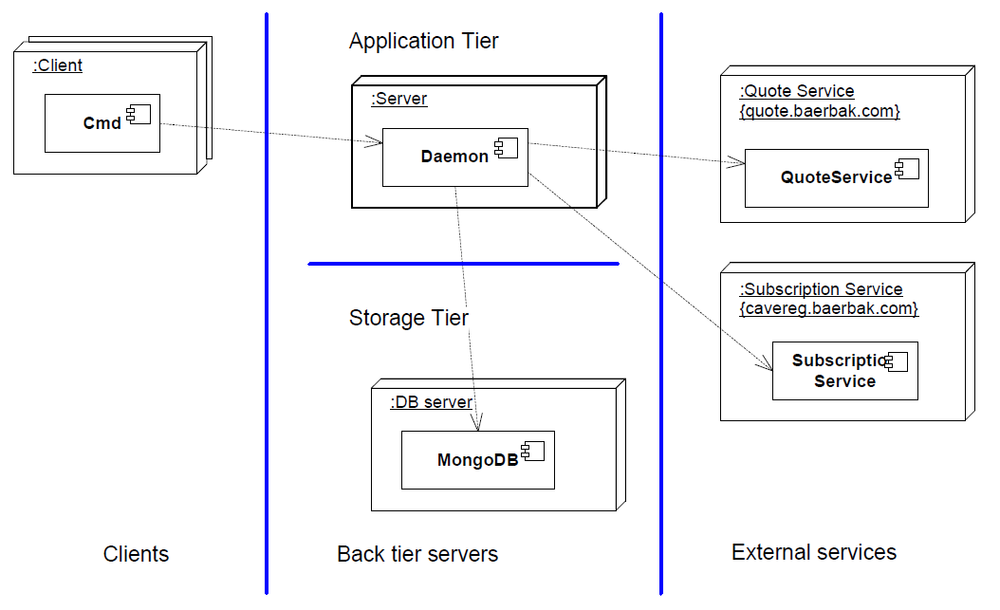 Application Tier
:Client
Cmd
:Server
Daemon
:Quote Service
{quote.baerbak.com}
QuoteService
:Subscription Service
{cavereg.baerbak.com}
Subscriptio
Service
Storage Tier
:DB server
MongoDB
Clients
Back tier servers
External services